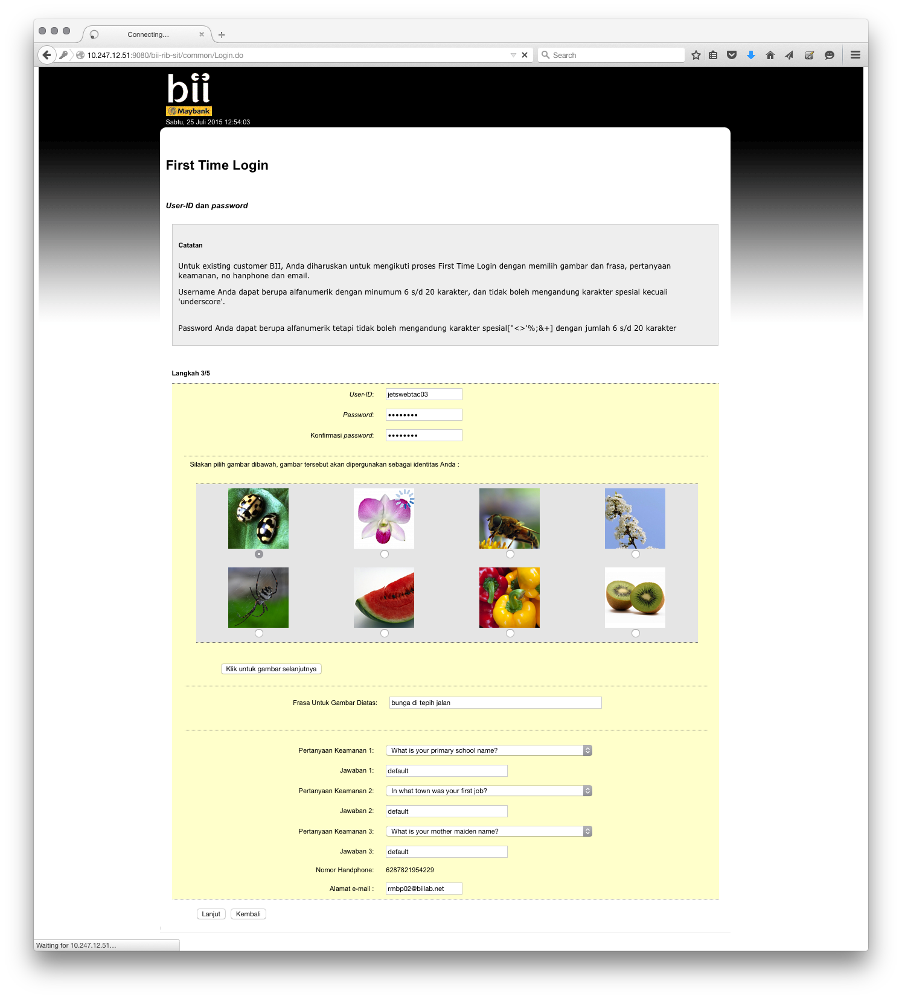 Connecting...
10.247.12.51:9080/bii-rib-sit/common/Login.do
Search
bii
Maybank
Sabtu, 25 Juli 2015 12:54:03
First Time Login
User-ID dan password
Catatan
Untuk existing customer BII, Anda diharuskan untuk mengikuti proses First Time Login dengan memilih gambar dan frasa, pertanyaan
keamanan, no hanphone dan email.
Username Anda dapat berupa alfanumerik dengan minumum 6 s/d 20 karakter, dan tidak boleh mengandung karakter spesial kecuali
'underscore'.
Password Anda dapat berupa alfanumerik tetapi tidak boleh mengandung karakter spesial["<>'%;&+] dengan jumlah 6 s/d 20 karakter
Langkah 3/5
User-ID: jetswebtac03
Password: ••••••••
Konfirmasi password: ••••••••
Silakan pilih gambar dibawah, gambar tersebut akan dipergunakan sebagai identitas Anda :
Klik untuk gambar selanjutnya
Frasa Untuk Gambar Diatas: bunga di tepih jalan
Pertanyaan Keamanan 1: What is your primary school name?
Jawaban 1: default
Pertanyaan Keamanan 2: In what town was your first job?
Jawaban 2: default
Pertanyaan Keamanan 3: What is your mother maiden name?
Jawaban 3: default
Nomor Handphone: 6287821954229
Alamat e-mail : rmbp02@biilab.net
Lanjut Kembali
Waiting for 10.247.12.51...